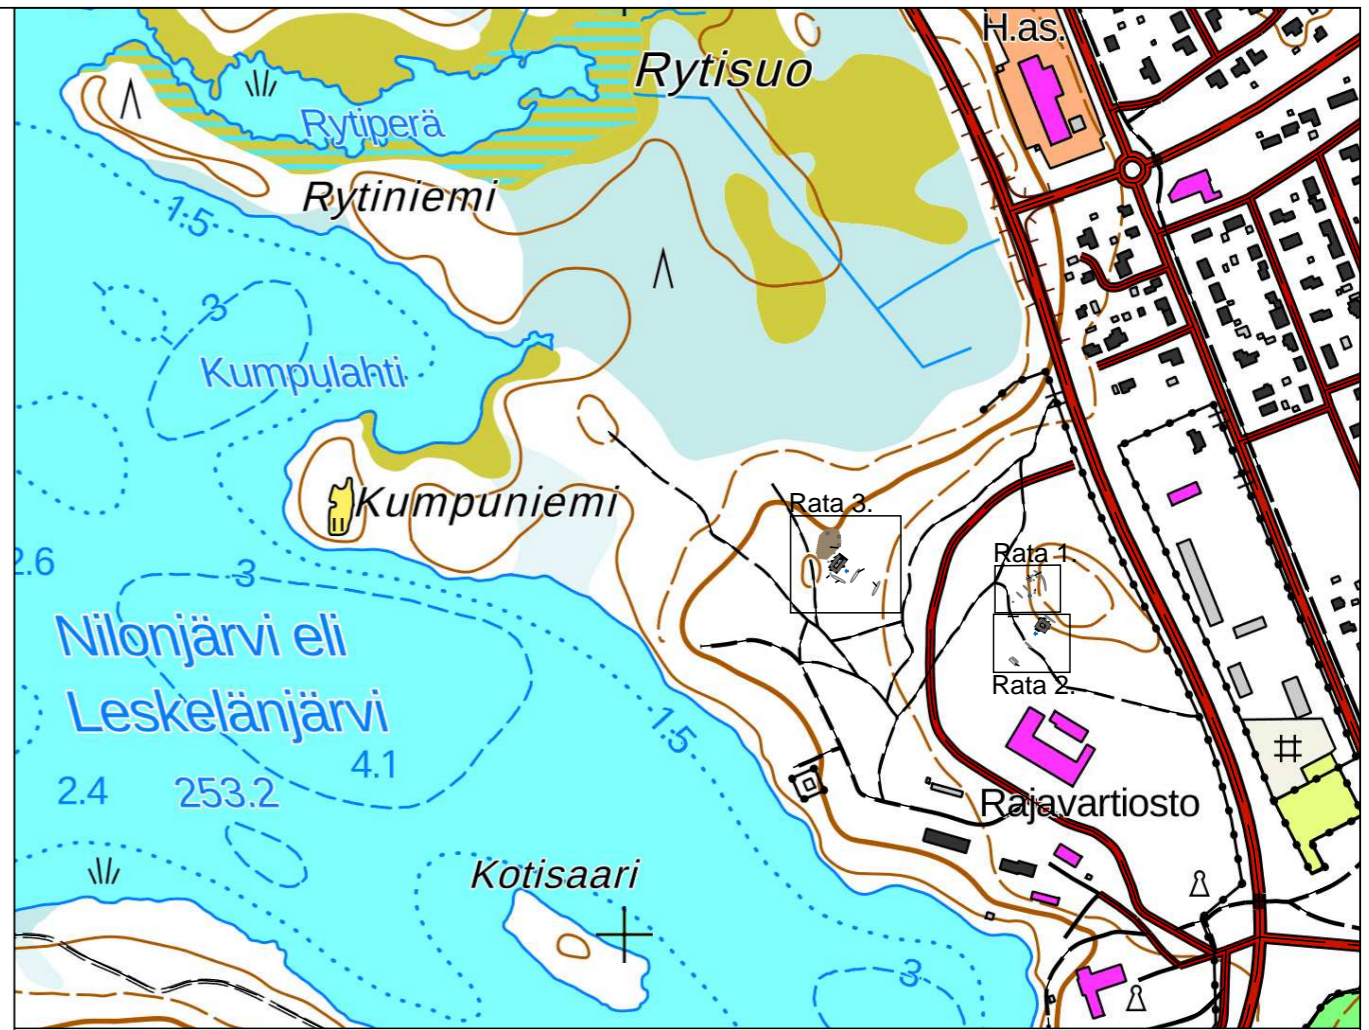 H.as.
Rytisuo
Rytiperä
Rytiniemi
1.5
3
Kumpulahti
Kumpuniemi
Rata 3.
Rata 1.
2.6
3
Nilonjärvi eli
Leskelänjärvi
Rata 2.
1.5
4.1
2.4
253.2
Rajavartiosto
Kotisaari
3